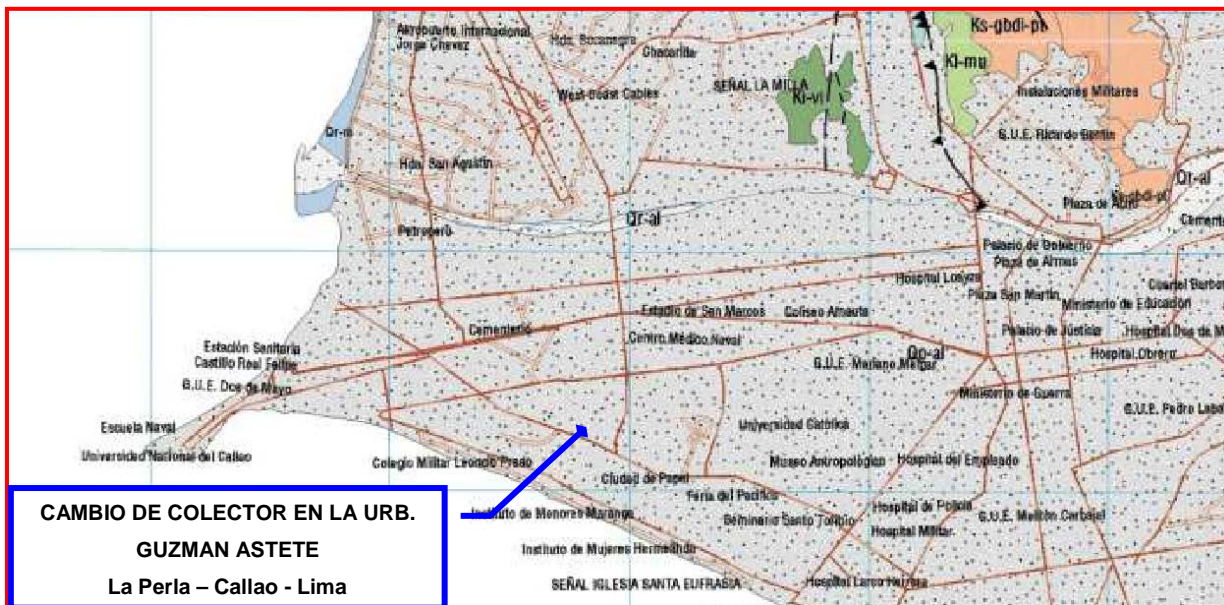 Aeropuerto Internacional
Jorge Chavez
Hda. Bocanegra
Chacarilla
West Coast Cables
SEÑAL LA MILLA
Ki-vi
Ks-gbdi-pt
Ki-mu
Instalaciones Militares
G.U.E. Ricardo Bentin
Qr-m
Hda. San Agustin
Petroperú
Qr-al
Plaza de Acho
Qr-al
Palacio de Gobierno
Plaza de Armas
Hospital Loayza
Plaza San Martin
Ministerio de Educación
Estadio de San Marcos
Coliseo Amauta
Cementerio
Centro Médico Naval
Palacio de Justicia
Hospital Dos de M
Hospital Obrero
Estación Sanitaria
Castillo Real Felipe
G.U.E. Dos de Mayo
G.U.E. Mariano Melgar
Qp-al
Ministerio de Guerra
Escuela Naval
Universidad Nacional del Callao
Universidad Católica
Colegio Militar Leoncio Prado
Museo Antropológico
Hospital del Empleado
Ciudad de Papel
Feria del Pacífico
Seminario Santo Toribio
Hospital de Policía
Hospital Militar
G.U.E. Melitón Carbajal
Instituto de Menores Maranga
Instituto de Mujeres Hermelinda
SEÑAL IGLESIA SANTA EUFRASIA
Hospital Larco Herrera
CAMBIO DE COLECTOR EN LA URB.
GUZMAN ASTETE
La Perla – Callao - Lima